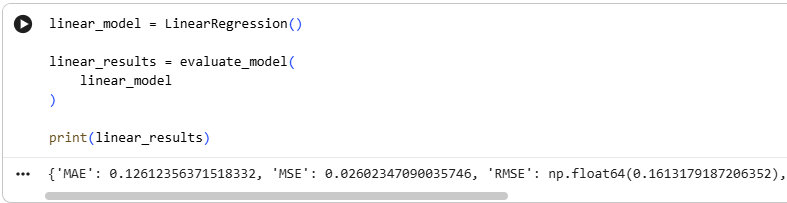 linear_model = LinearRegression()
linear_results = evaluate_model(
    linear_model
)
print(linear_results)
{'MAE': 0.12612356371518332, 'MSE': 0.02602347090035746, 'RMSE': np.float64(0.1613179187206352),